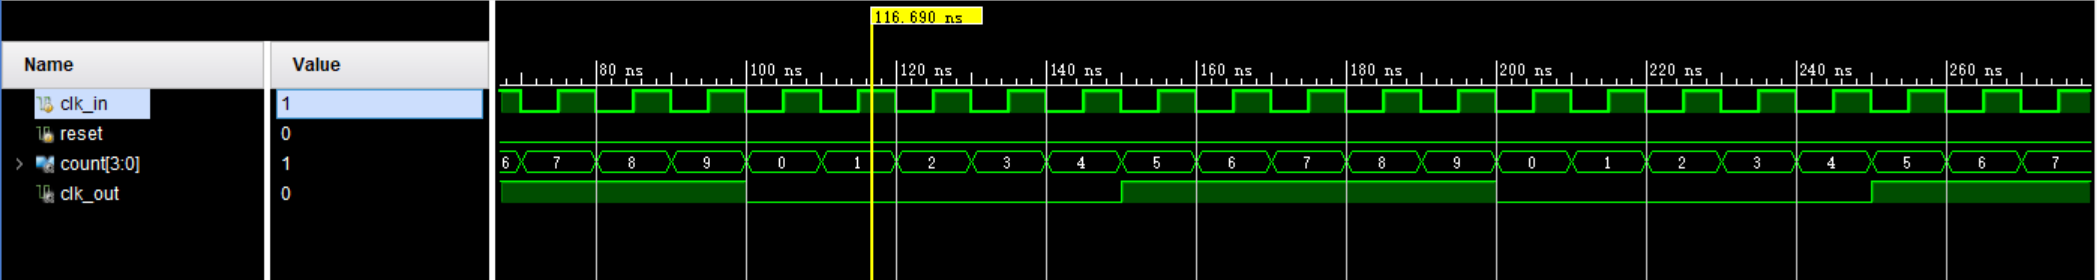 116.690 ns
Name Value
80 ns 100 ns 120 ns 140 ns 160 ns 180 ns 200 ns 220 ns 240 ns 260 ns
clk_in 1
reset 0
count[3:0] 1 6 7 8 9 0 1 2 3 4 5 6 7 8 9 0 1 2 3 4 5 6 7
clk_out 0